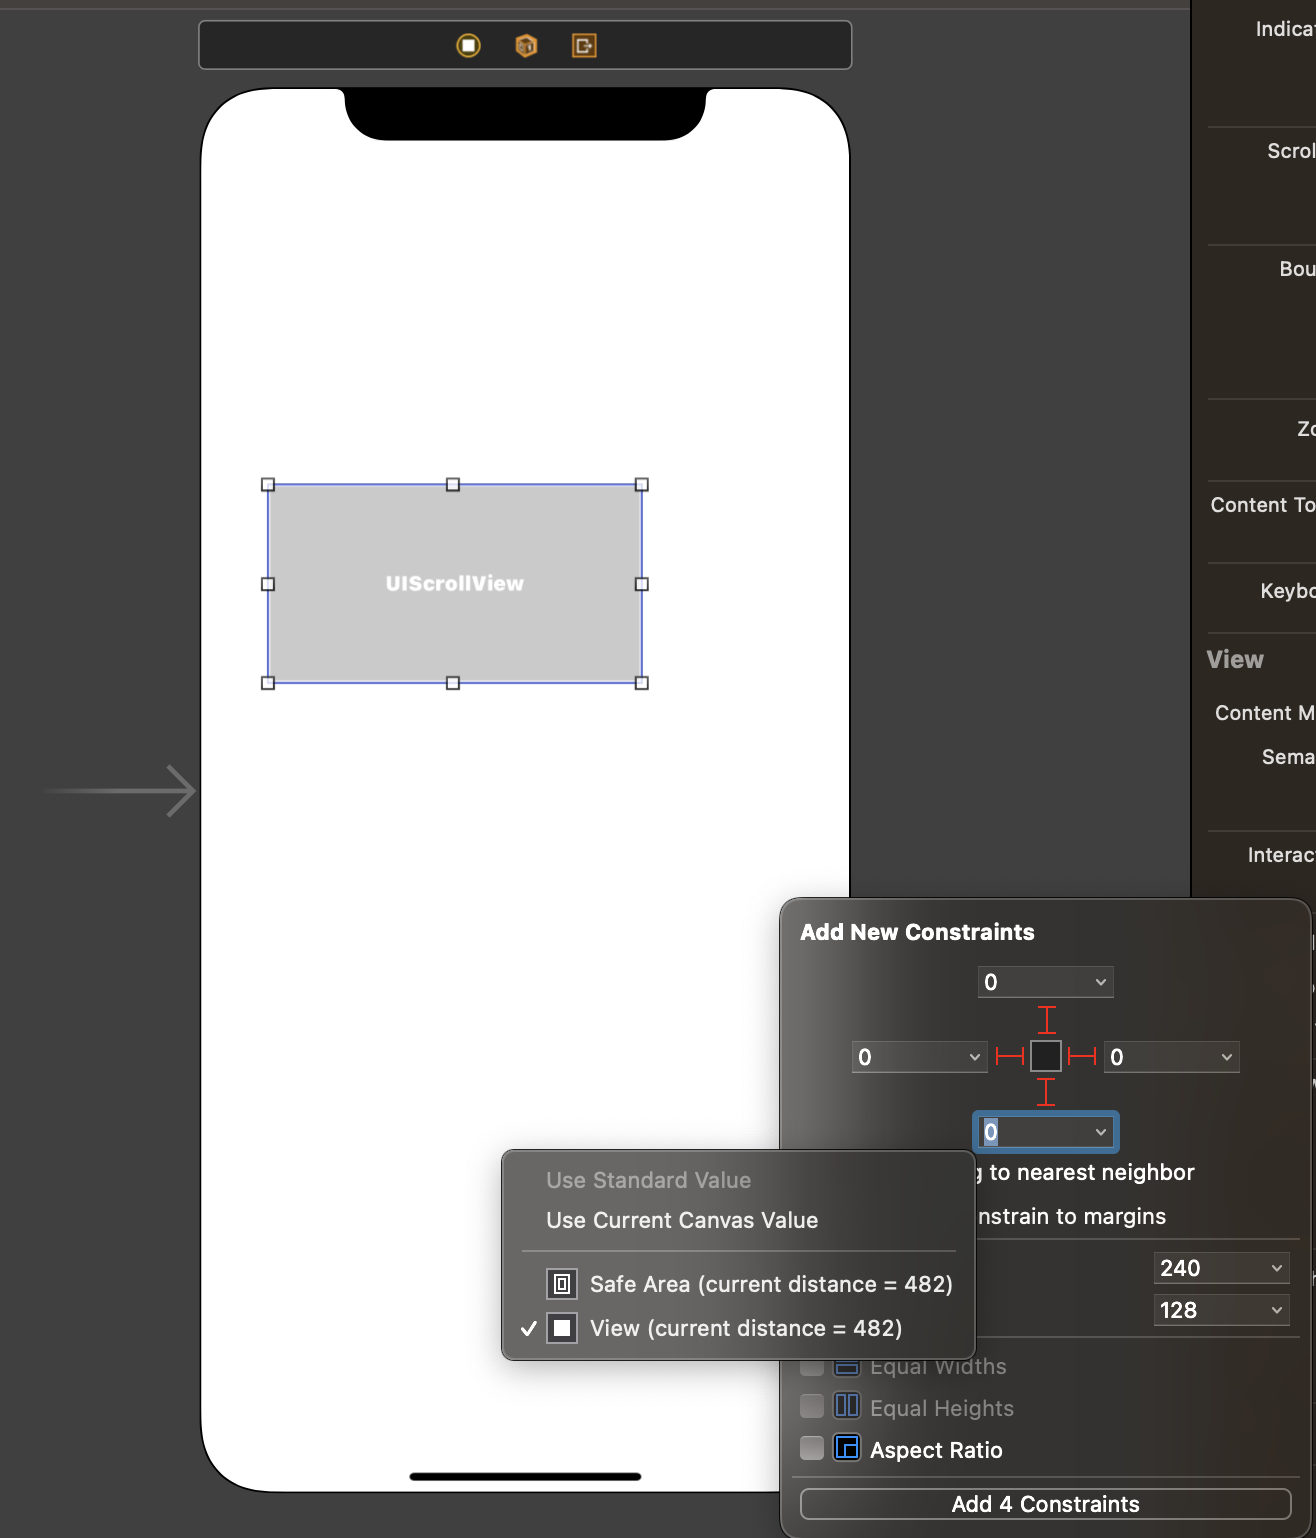 Indica
Scrol
Bou
Zo
Content To
Keybo
View
Content M
Sema
Interac
UIScrollView
Add New Constraints
0
0
0
0
g to nearest neighbor
nstrain to margins
240
128
Use Standard Value
Use Current Canvas Value
Safe Area (current distance = 482)
View (current distance = 482)
Equal Widths
Equal Heights
Aspect Ratio
Add 4 Constraints